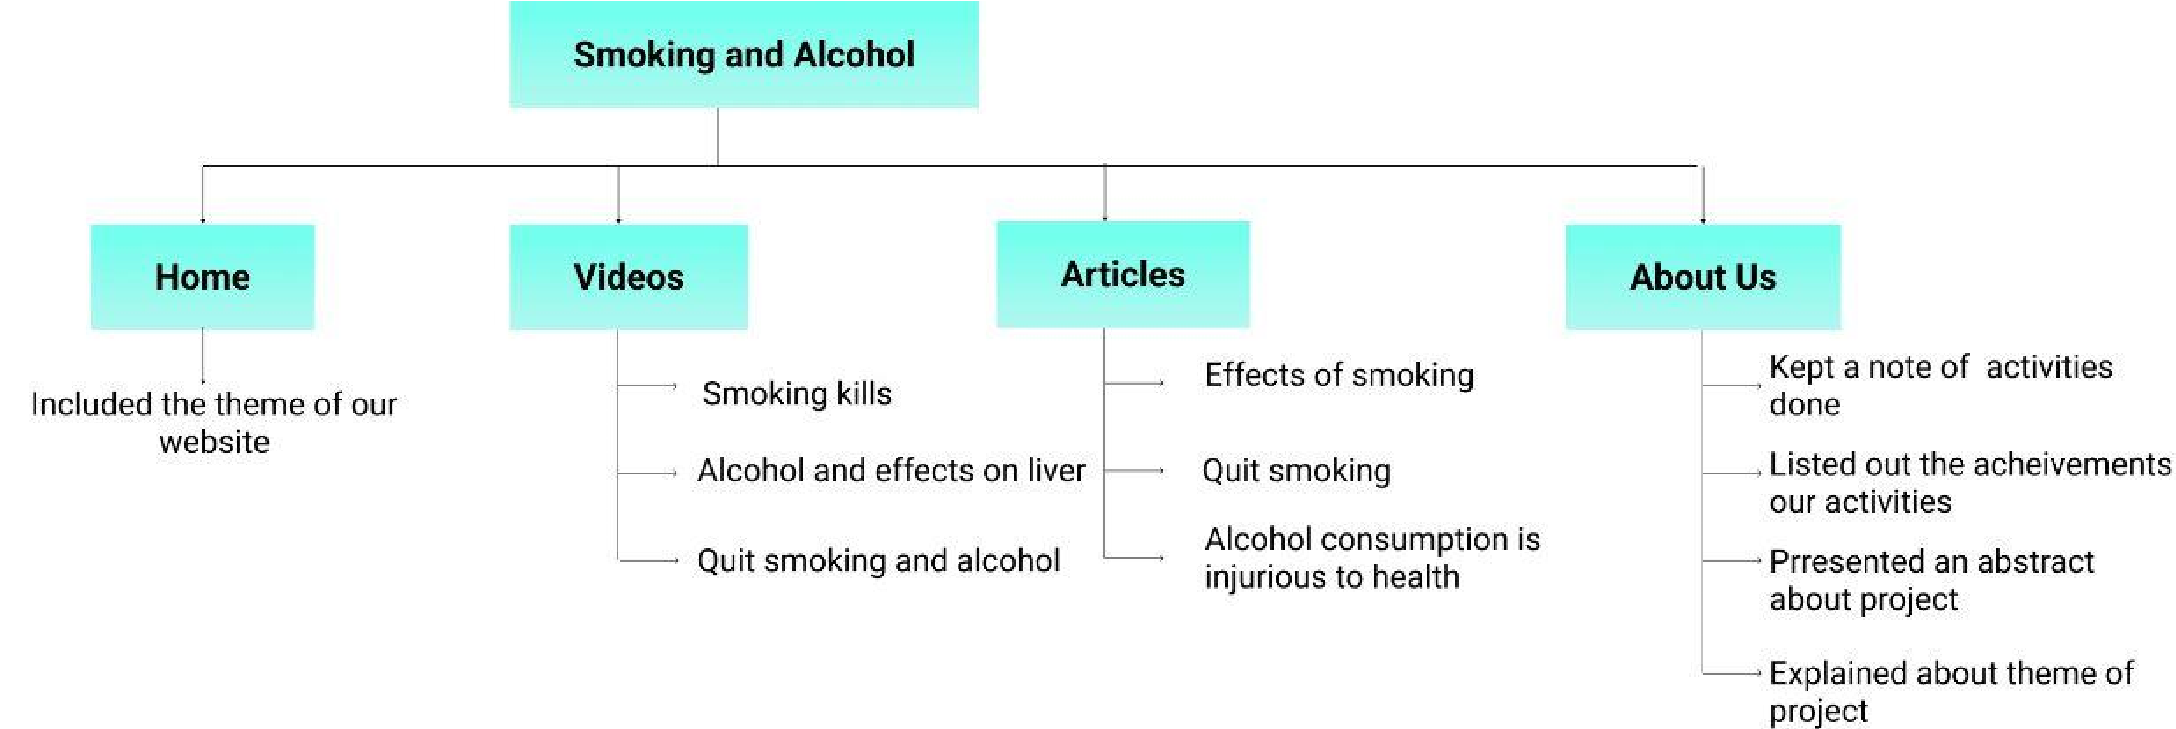 Smoking and Alcohol
Home
Videos
Articles
About Us
Included the theme of our
website
Smoking kills
Alcohol and effects on liver
Quit smoking and alcohol
Effects of smoking
Quit smoking
Alcohol consumption is
injurious to health
Kept a note of  activities
done
Listed out the acheivements
our activities
Prresented an abstract
about project
Explained about theme of
project